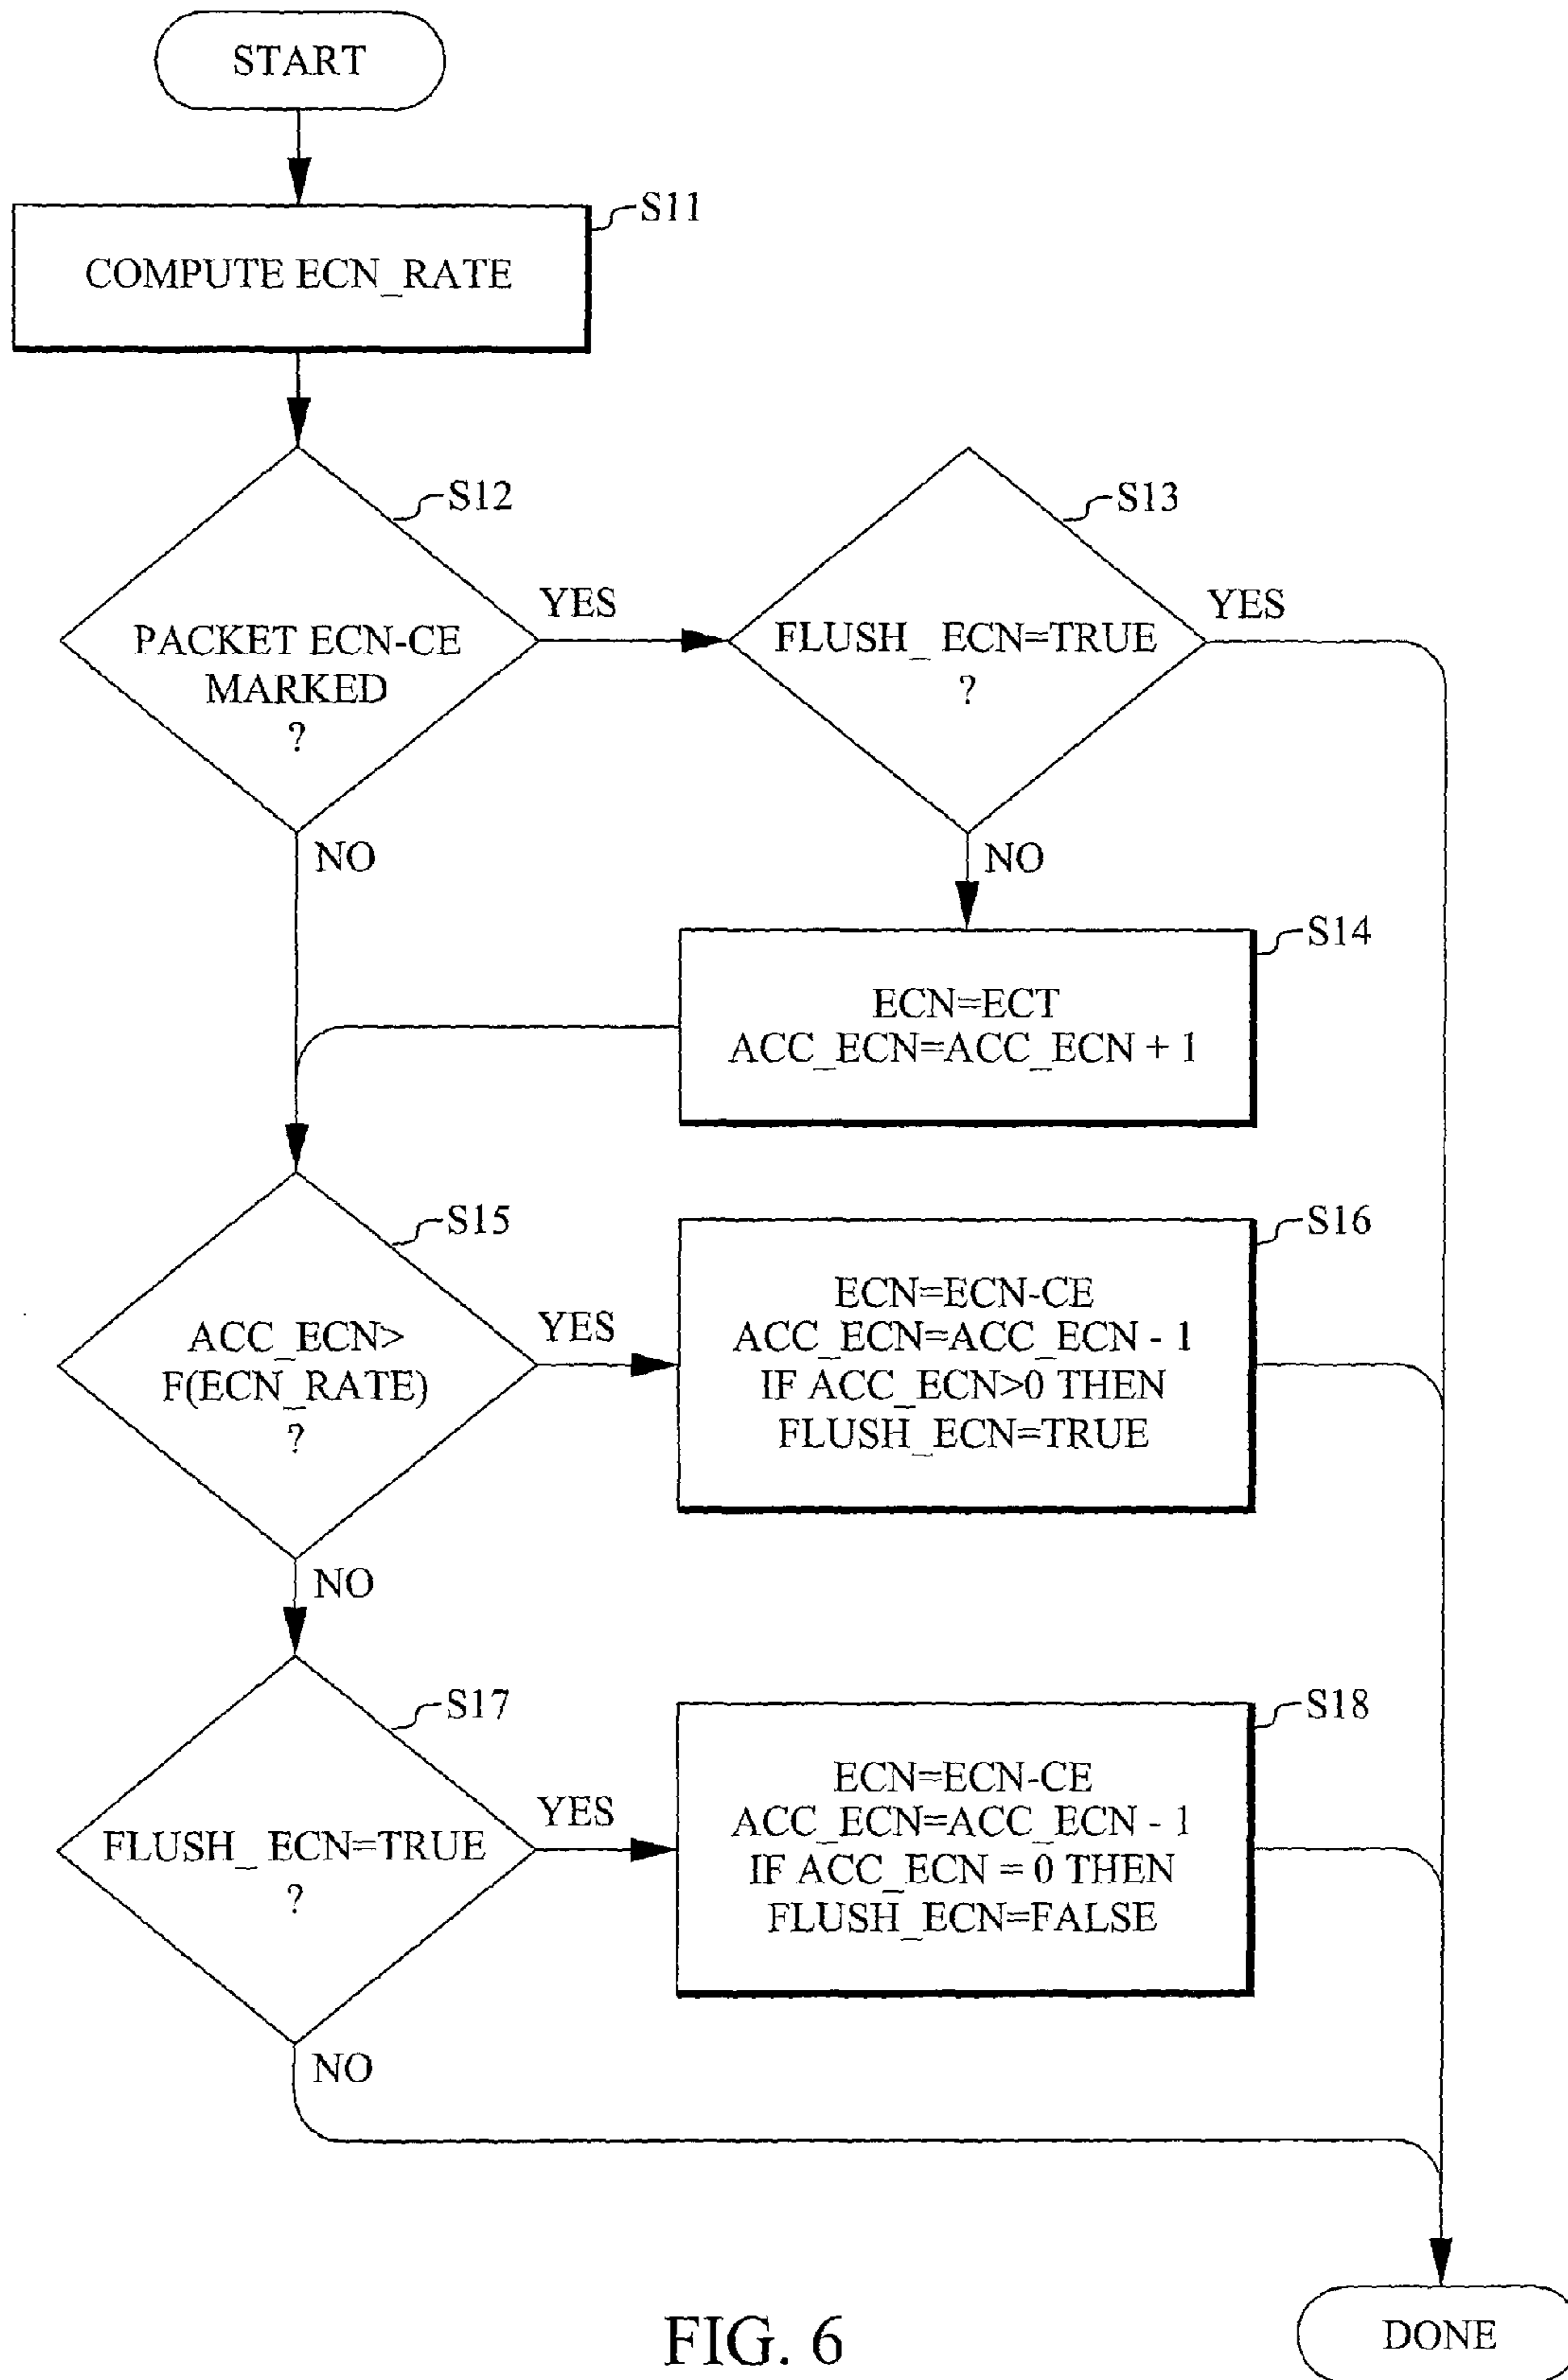 START
S11
COMPUTE ECN_RATE
S12
PACKET ECN-CE
MARKED
?
YES
NO
S13
FLUSH_ ECN=TRUE
?
YES
NO
S14
ECN=ECT
ACC_ECN=ACC_ECN + 1
S15
ACC_ECN>
F(ECN_RATE)
?
YES
NO
S16
ECN=ECN-CE
ACC_ECN=ACC_ECN - 1
IF ACC_ECN>0 THEN
FLUSH_ECN=TRUE
S17
FLUSH_ ECN=TRUE
?
YES
NO
S18
ECN=ECN-CE
ACC_ECN=ACC_ECN - 1
IF ACC_ECN = 0 THEN
FLUSH_ECN=FALSE
DONE
FIG. 6